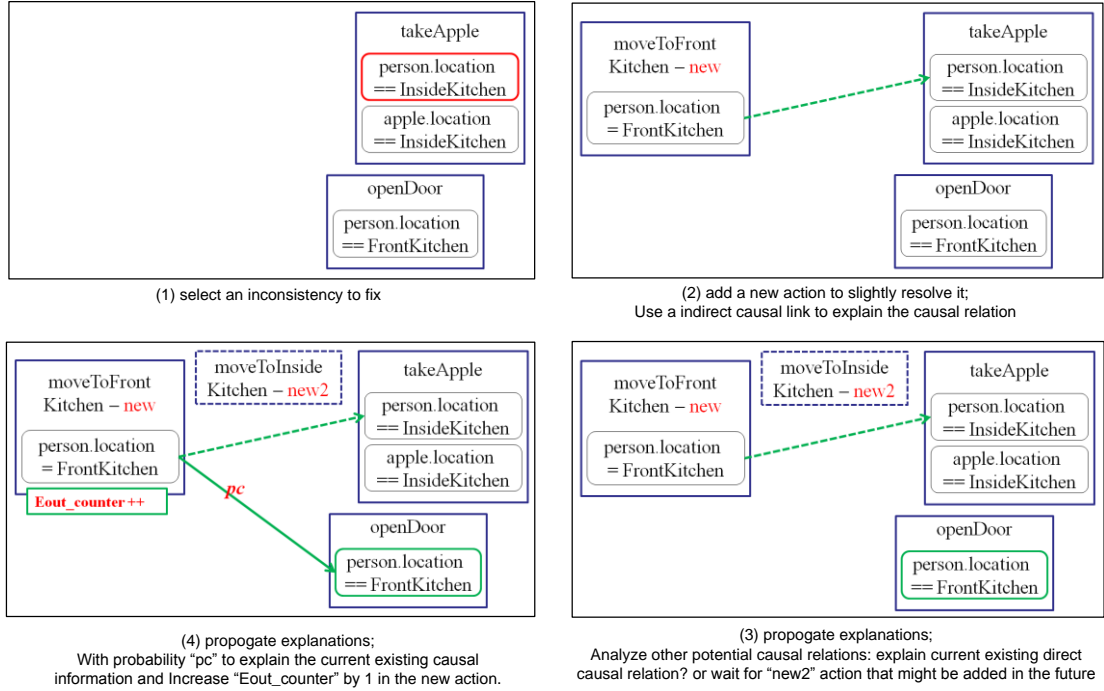 takeApple
person.location
== InsideKitchen
apple.location
== InsideKitchen
openDoor
person.location
== FrontKitchen
(1) select an inconsistency to fix
moveToFront
Kitchen – new
person.location
= FrontKitchen
takeApple
person.location
== InsideKitchen
apple.location
== InsideKitchen
openDoor
person.location
== FrontKitchen
(2) add a new action to slightly resolve it;
Use a indirect causal link to explain the causal relation
moveToFront
Kitchen – new
person.location
= FrontKitchen
Eout_counter ++
moveToInside
Kitchen – new2
takeApple
person.location
== InsideKitchen
apple.location
== InsideKitchen
pc
openDoor
person.location
== FrontKitchen
(4) propogate explanations;
With probability “pc” to explain the current existing causal
information and Increase “Eout_counter” by 1 in the new action.
moveToFront
Kitchen – new
person.location
= FrontKitchen
moveToInside
Kitchen – new2
takeApple
person.location
== InsideKitchen
apple.location
== InsideKitchen
openDoor
person.location
== FrontKitchen
(3) propogate explanations;
Analyze other potential causal relations: explain current existing direct
causal relation? or wait for “new2” action that might be added in the future